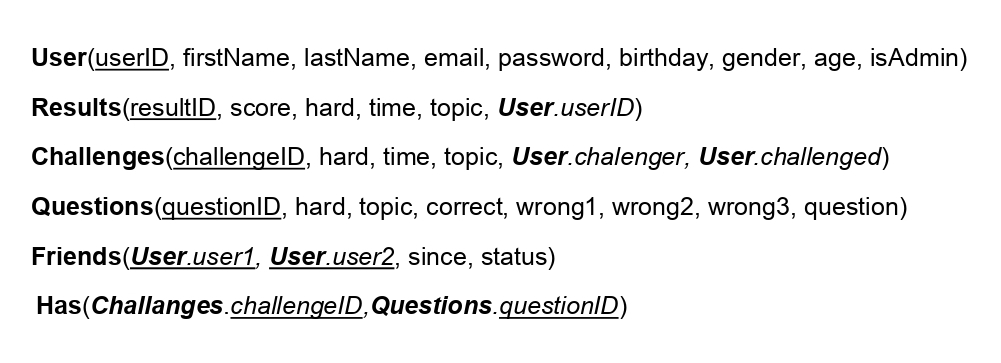 User(userID, firstName, lastName, email, password, birthday, gender, age, isAdmin)
Results(resultID, score, hard, time, topic, User.userID)
Challenges(challengeID, hard, time, topic, User.chalenger, User.challenged)
Questions(questionID, hard, topic, correct, wrong1, wrong2, wrong3, question)
Friends(User.user1, User.user2, since, status)
Has(Challanges.challengeID,Questions.questionID)